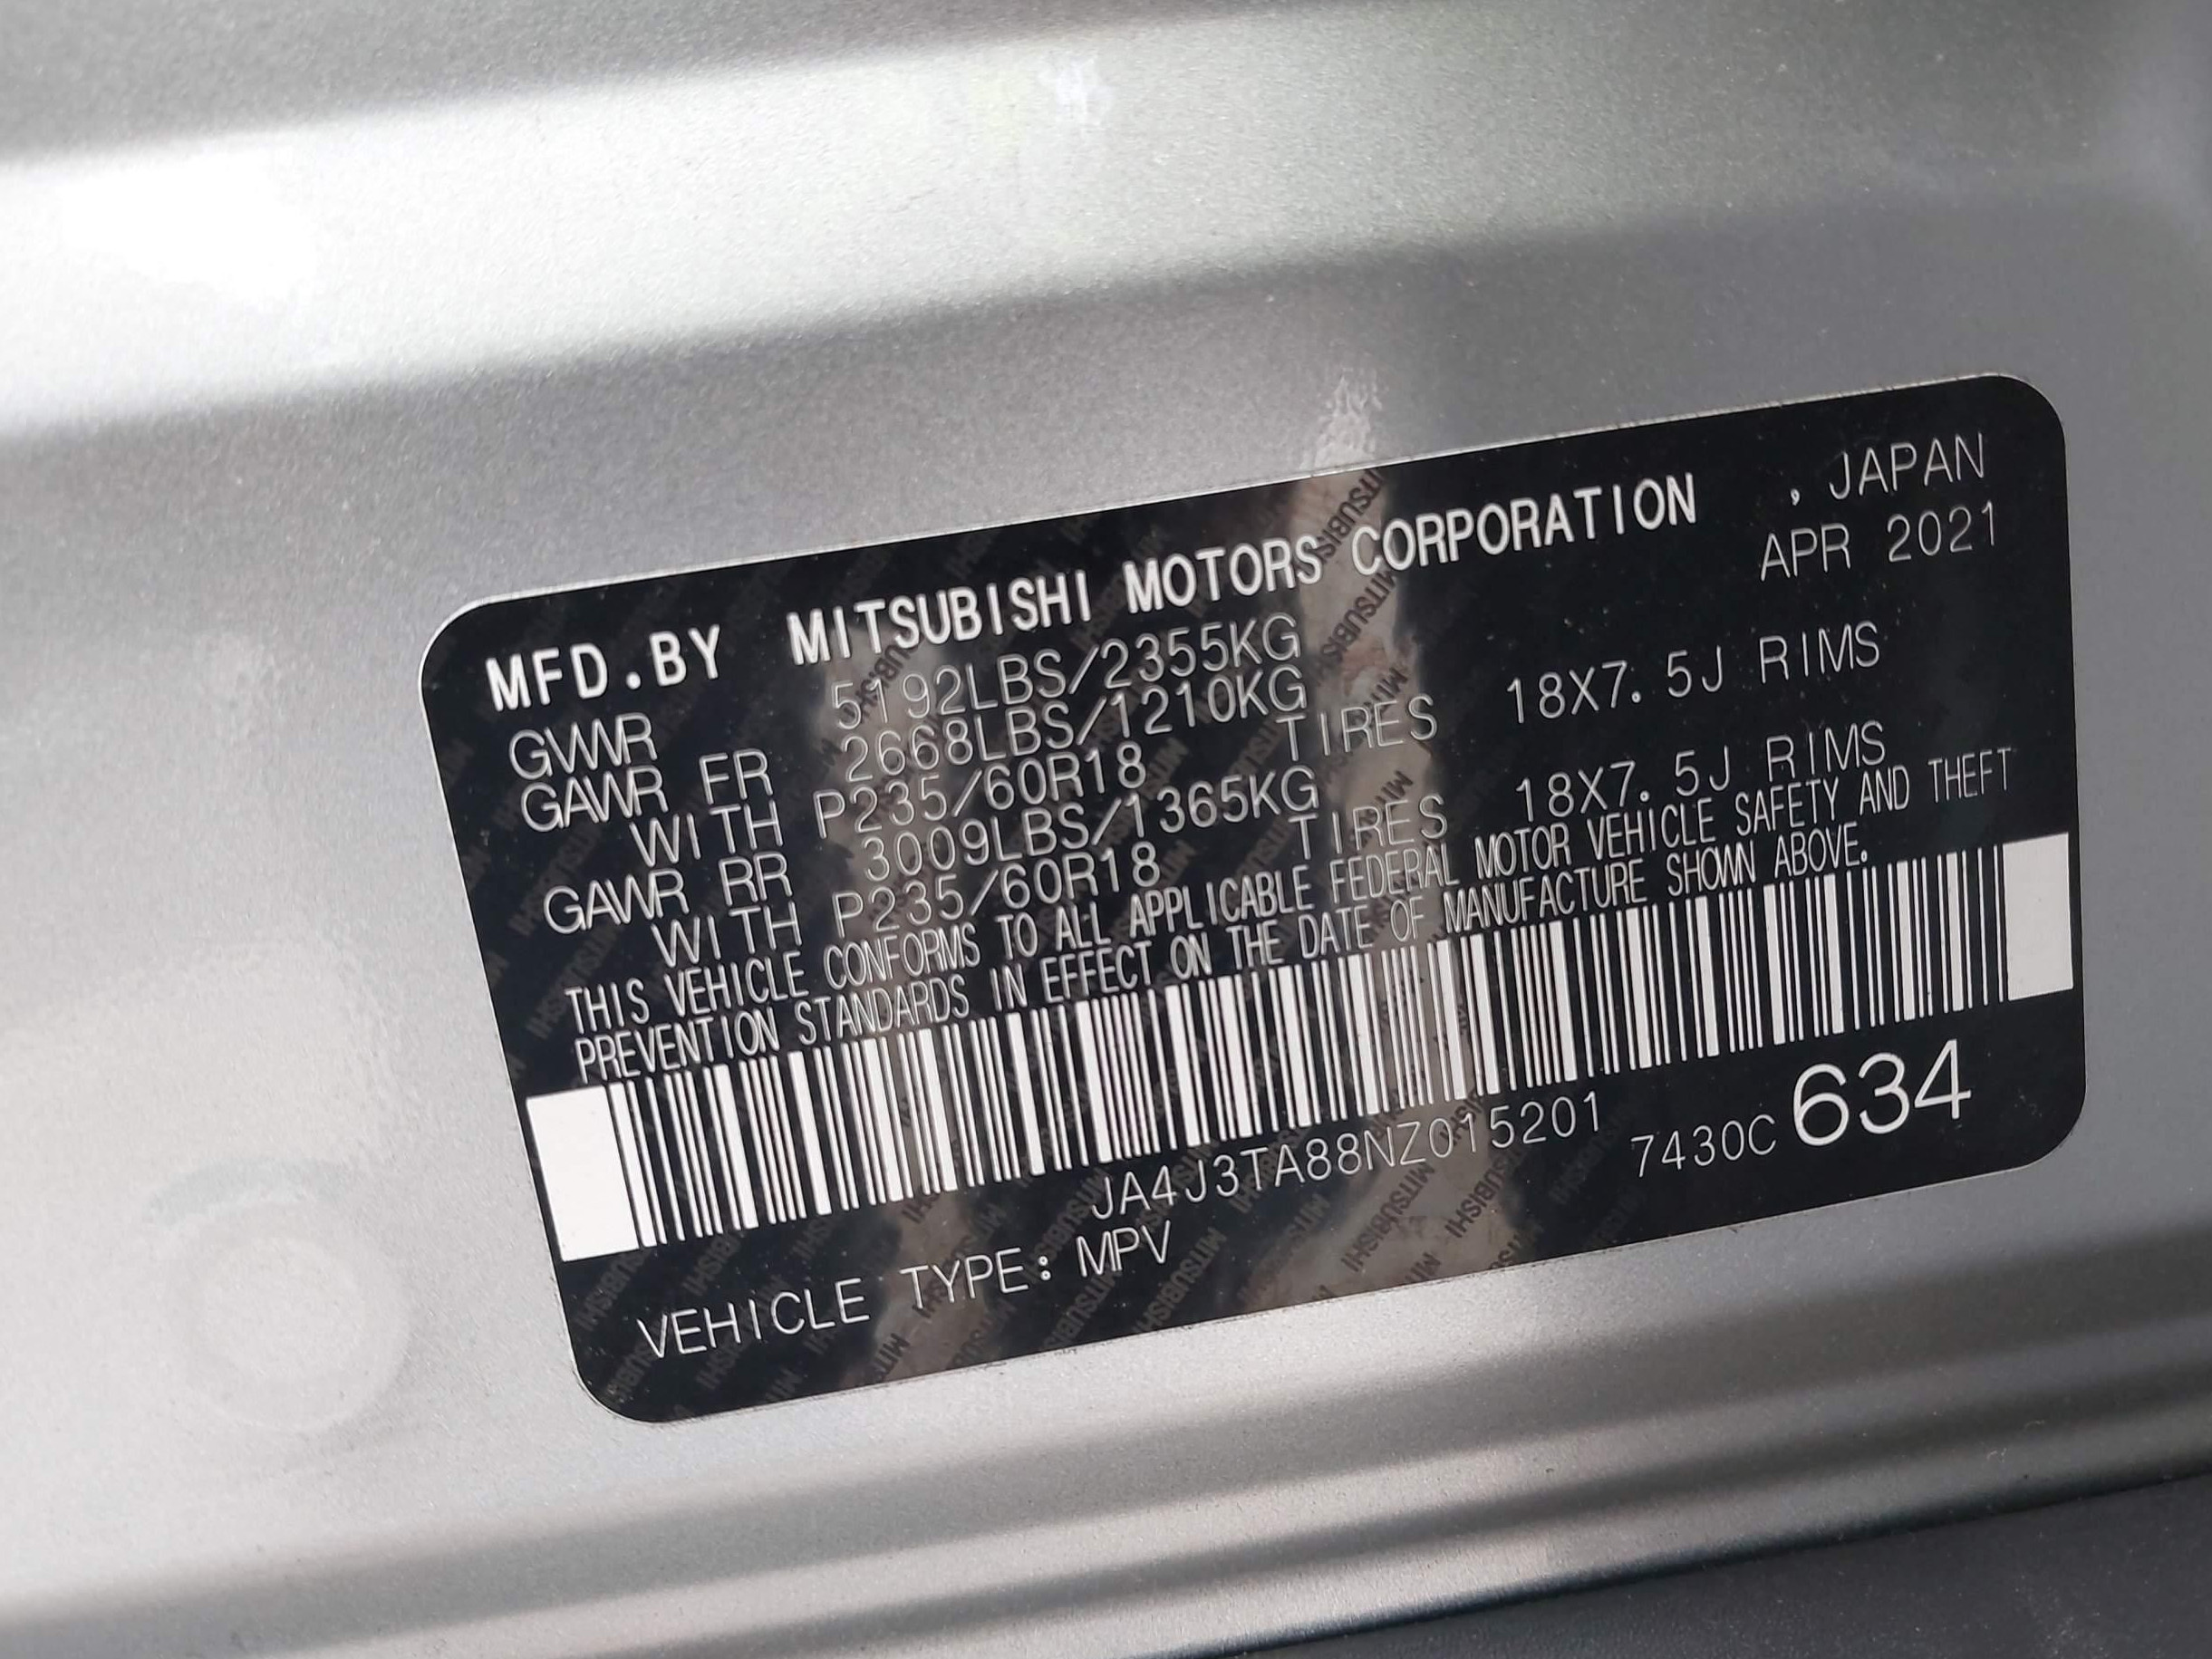 MFD.BY MITSUBISHI MOTORS CORPORATION , JAPAN
APR 2021
GVWR 5192LBS/2355KG
GAWR FR 2668LBS/1210KG
WITH P235/60R18 TIRES 18X7.5J RIMS
GAWR RR 3009LBS/1365KG
WITH P235/60R18 TIRES 18X7.5J RIMS
THIS VEHICLE CONFORMS TO ALL APPLICABLE FEDERAL MOTOR VEHICLE SAFETY AND THEFT
PREVENTION STANDARDS IN EFFECT ON THE DATE OF MANUFACTURE SHOWN ABOVE.
JA4J3TA88NZ015201 7430C 634
VEHICLE TYPE: MPV